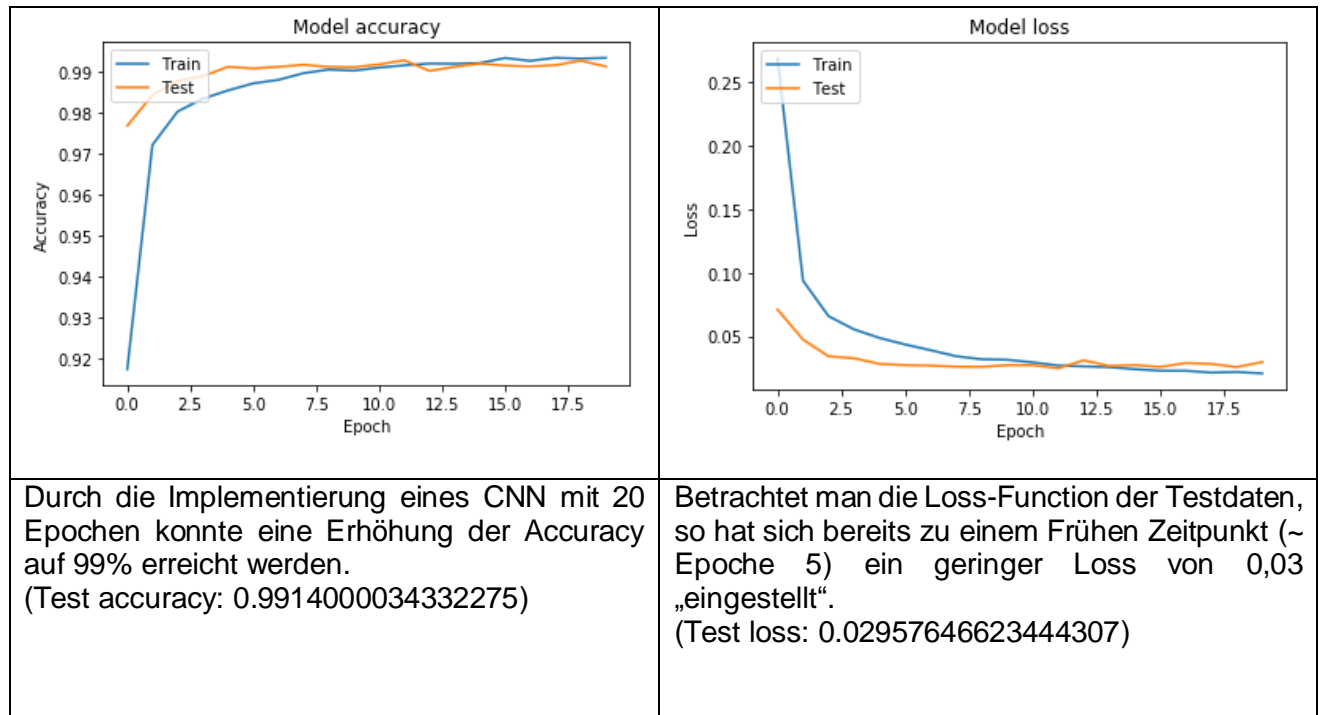 Model accuracy
Train
Test
0.99
0.98
0.97
0.96
0.95
0.94
0.93
0.92
Accuracy
0.0 2.5 5.0 7.5 10.0 12.5 15.0 17.5
Epoch
Model loss
Train
Test
0.25
0.20
0.15
0.10
0.05
Loss
0.0 2.5 5.0 7.5 10.0 12.5 15.0 17.5
Epoch
Durch die Implementierung eines CNN mit 20
Epochen konnte eine Erhöhung der Accuracy
auf 99% erreicht werden.
(Test accuracy: 0.9914000034332275)
Betrachtet man die Loss-Function der Testdaten,
so hat sich bereits zu einem Frühen Zeitpunkt (~
Epoche 5) ein geringer Loss von 0,03
„eingestellt“.
(Test loss: 0.02957646623444307)